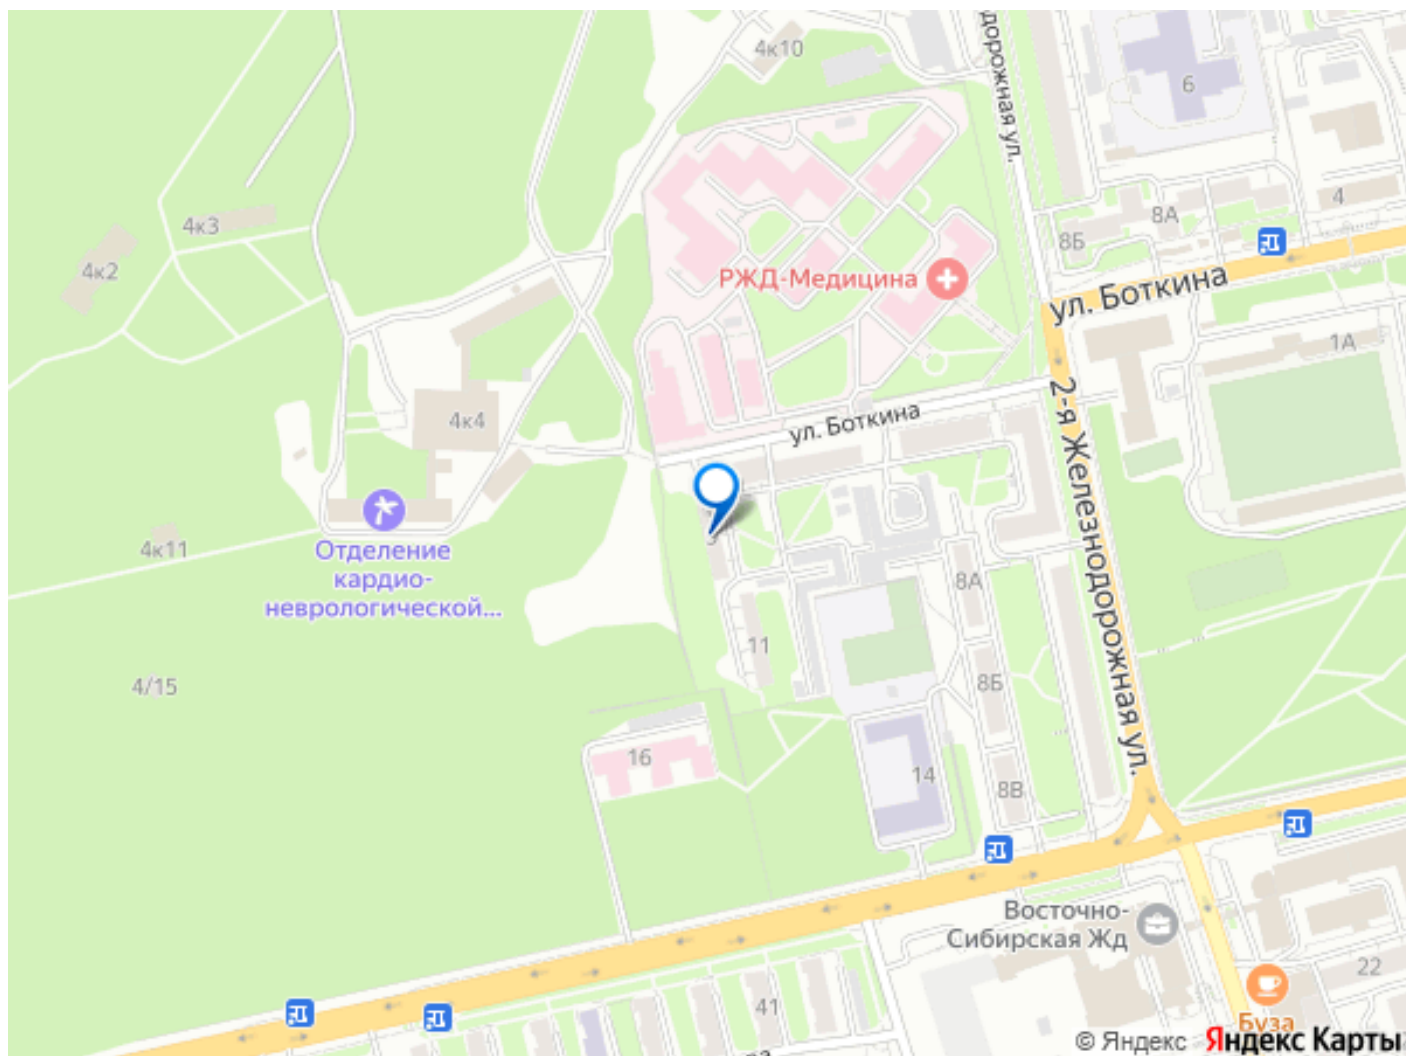 4к10
дорожная ул.
6
4
4к3
8А
8Б
4к2
РЖД-Медицина
ул. Боткина
1А
4к4
ул. Боткина
2-я Железнодорожная ул.
4к11
Отделение
кардио-
неврологической...
8А
11
8Б
4/15
16
14
8В
Восточно-
Сибирская Жд
22
41
Буза
© Яндекс Яндекс Карты